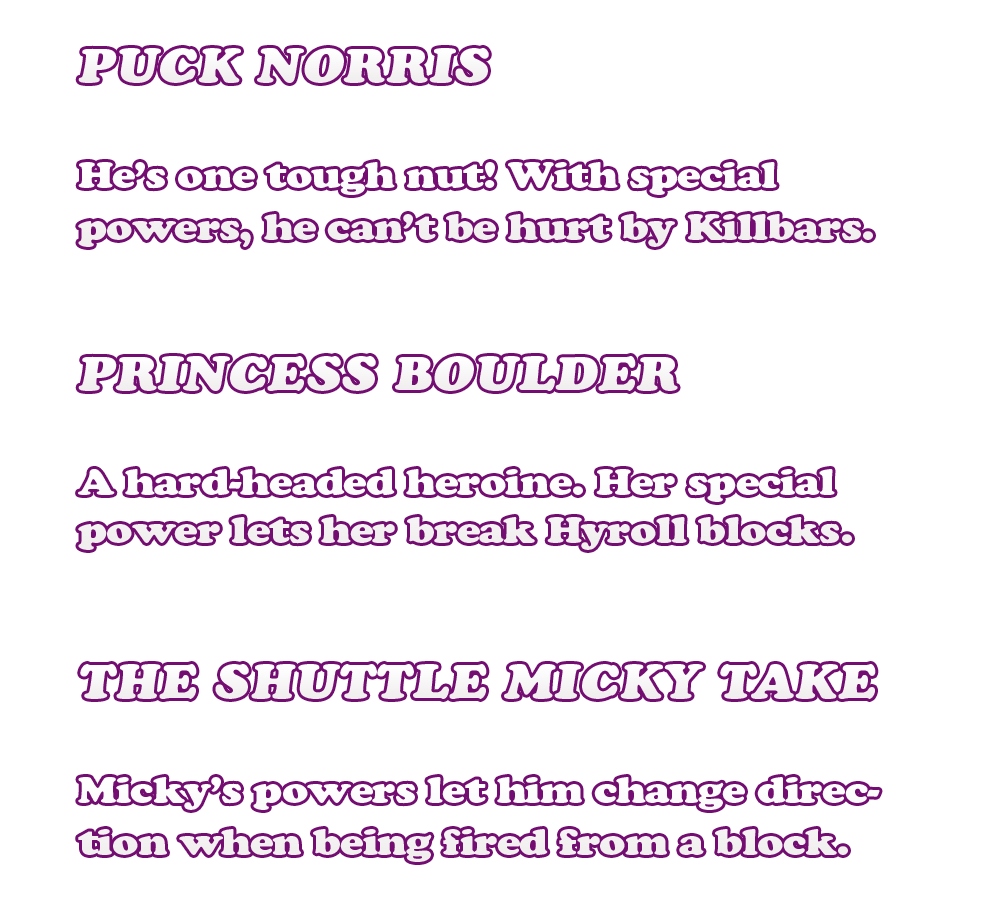 PUCK NORRIS
He’s one tough nut! With special
powers, he can’t be hurt by Killbars.
PRINCESS BOULDER
A hard-headed heroine. Her special
power lets her break Hyroll blocks.
THE SHUTTLE MICKY TAKE
Micky’s powers let him change direc-
tion when being fired from a block.